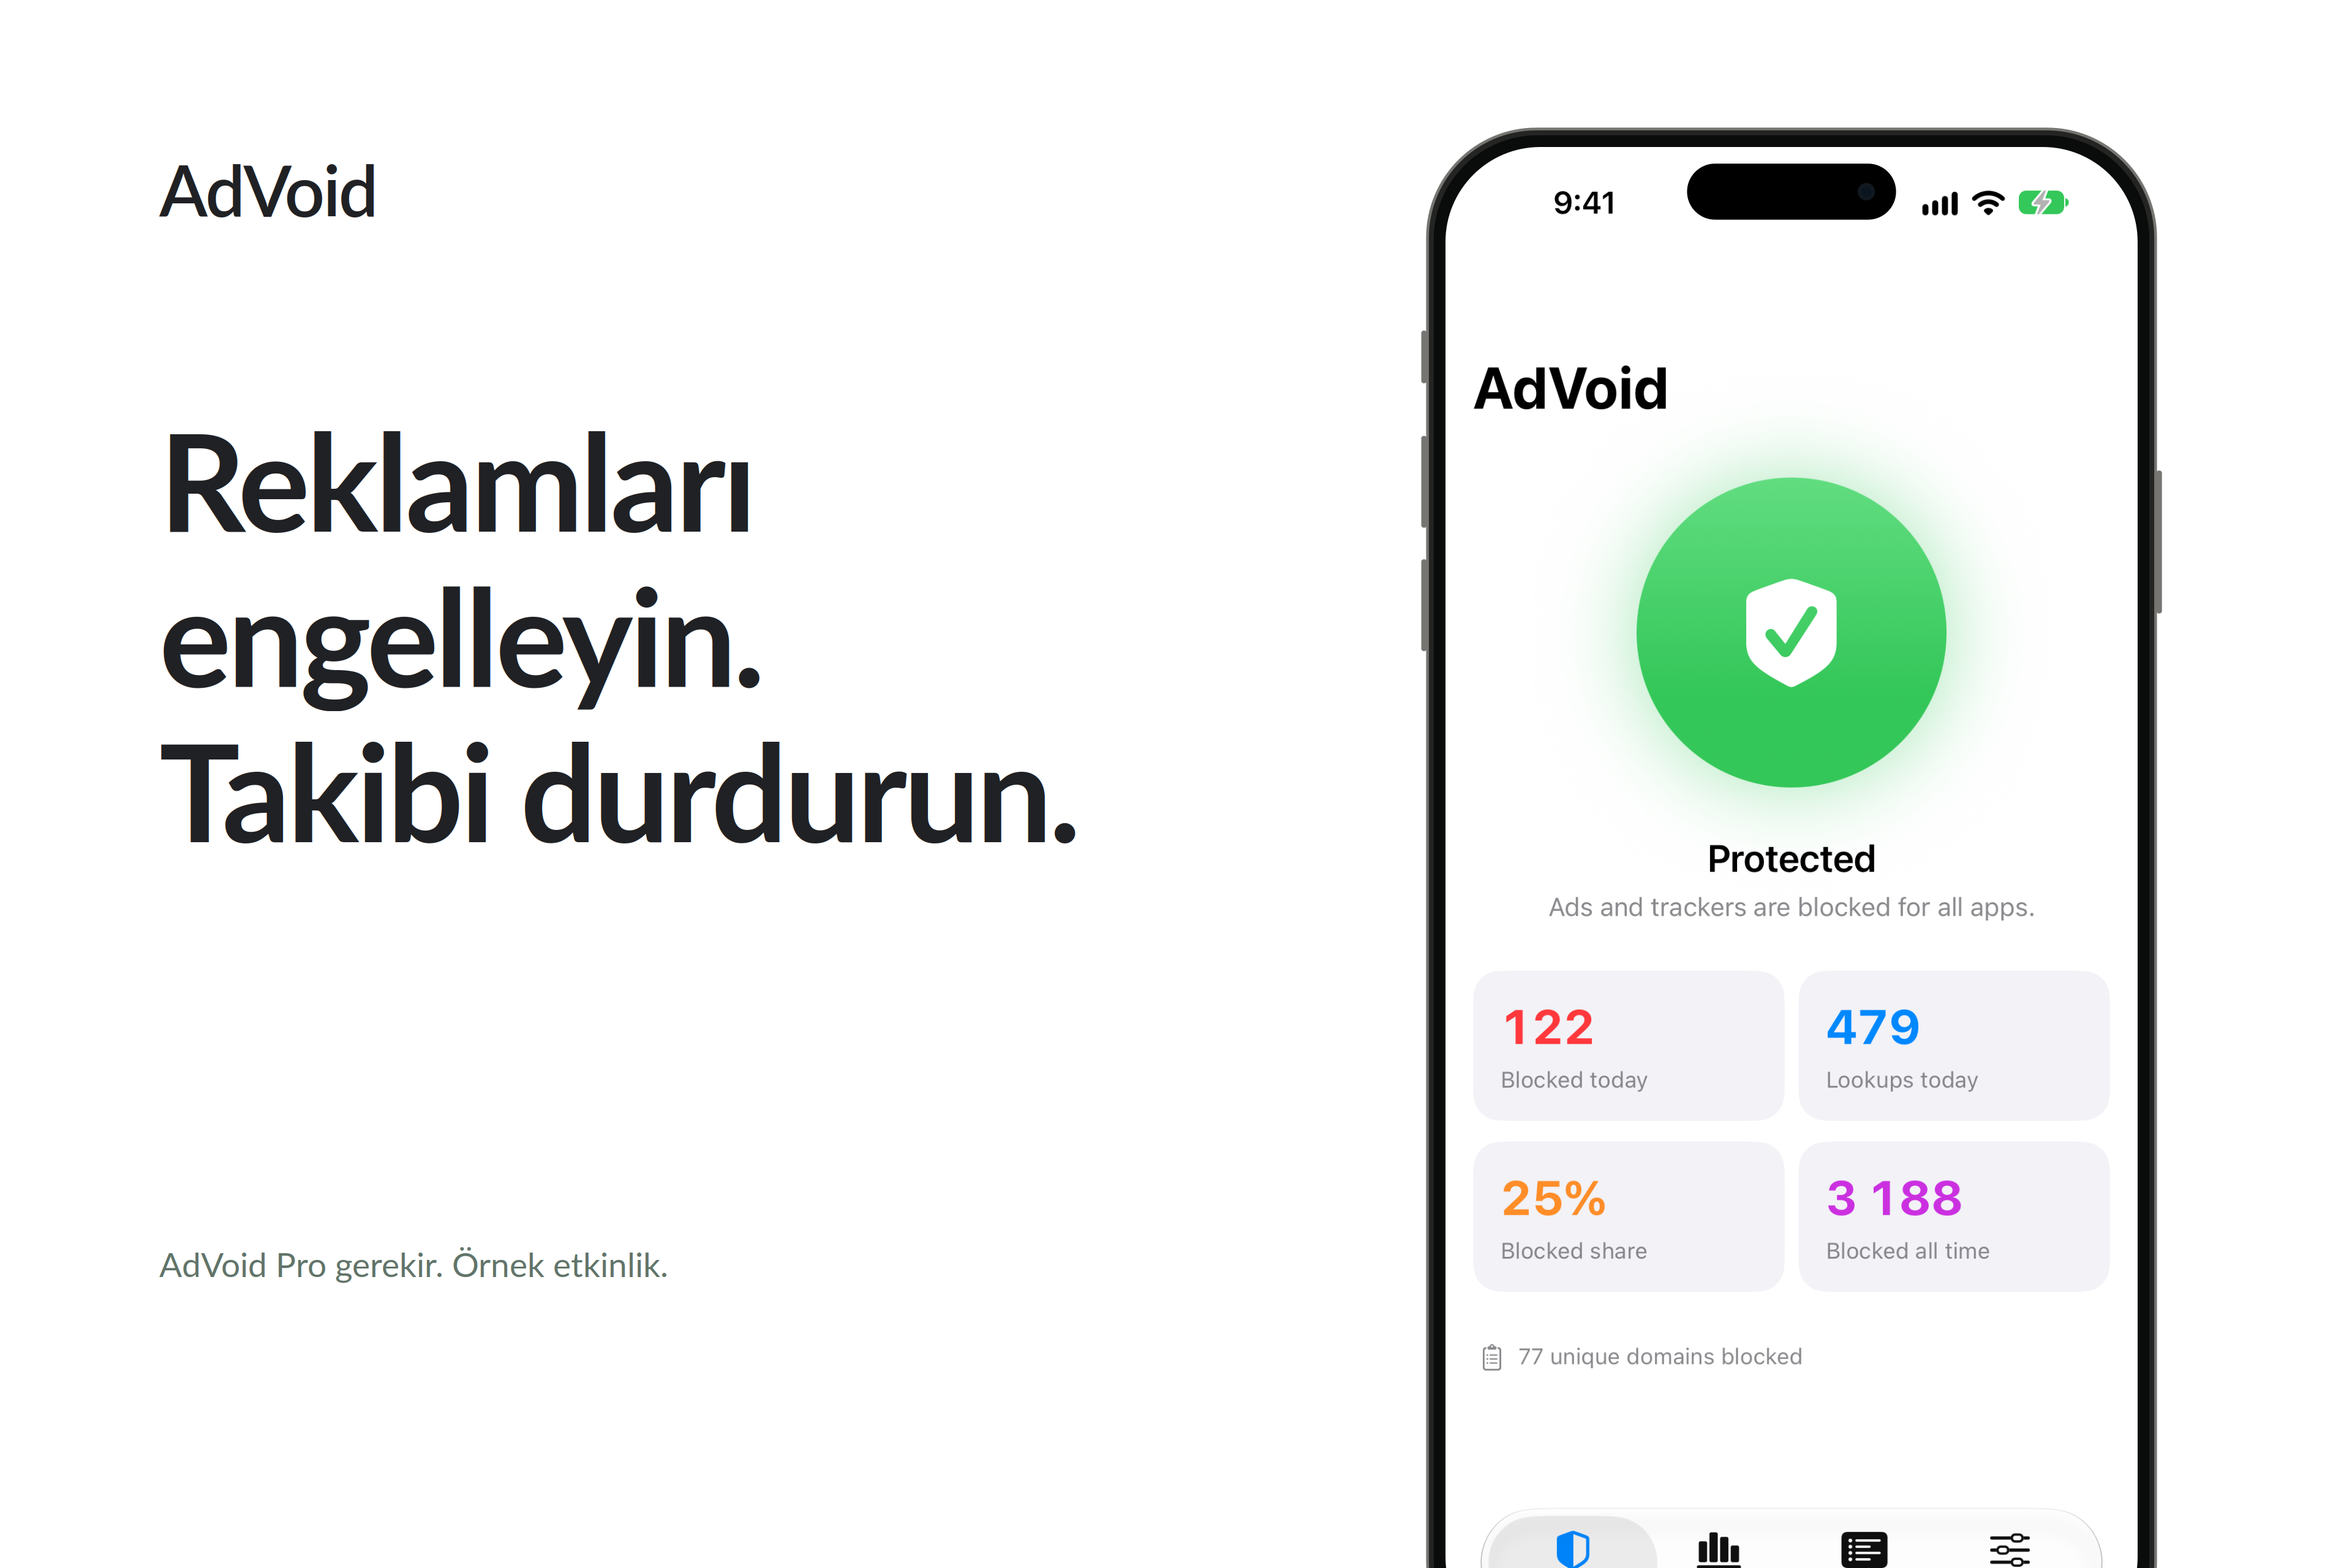 AdVoid
Reklamları
engelleyin.
Takibi durdurun.
AdVoid Pro gerekir. Örnek etkinlik.
9:41
AdVoid
Protected
Ads and trackers are blocked for all apps.
122
Blocked today
479
Lookups today
25%
Blocked share
3 188
Blocked all time
77 unique domains blocked